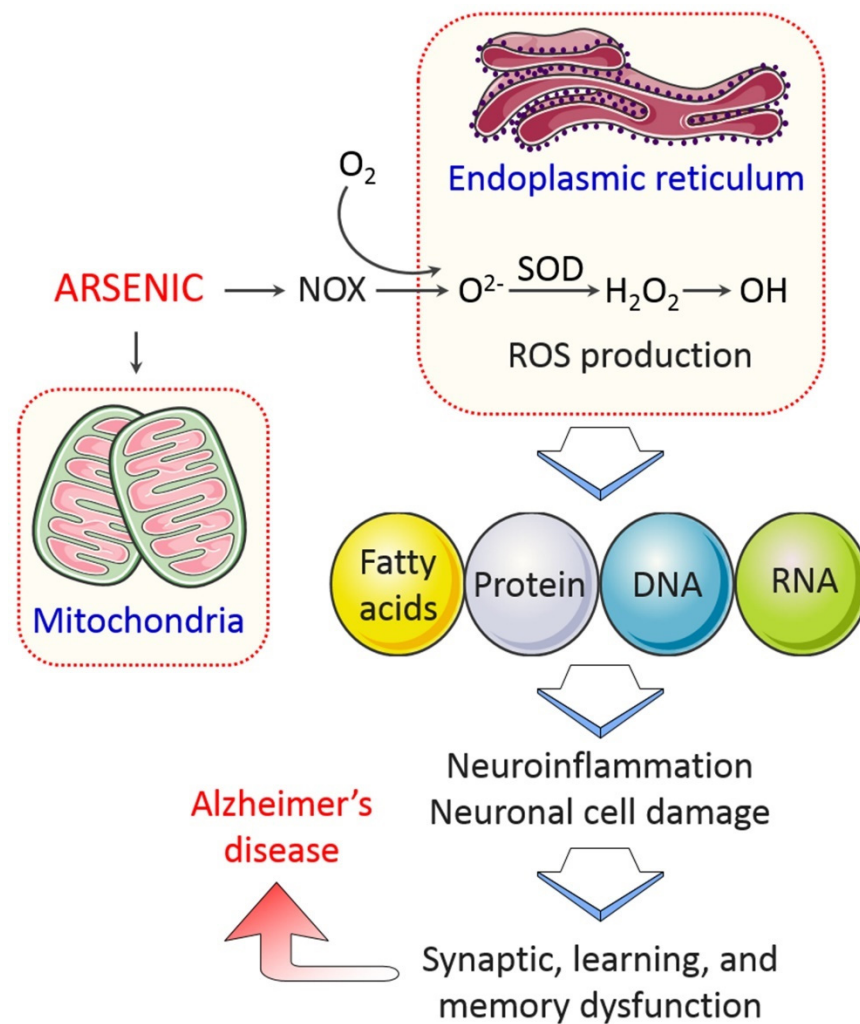 Endoplasmic reticulum
O₂
ARSENIC
NOX
O²⁻
SOD
H₂O₂
OH
ROS production
Mitochondria
Fatty
acids
Protein
DNA
RNA
Neuroinflammation
Neuronal cell damage
Alzheimer’s
disease
Synaptic, learning, and
memory dysfunction